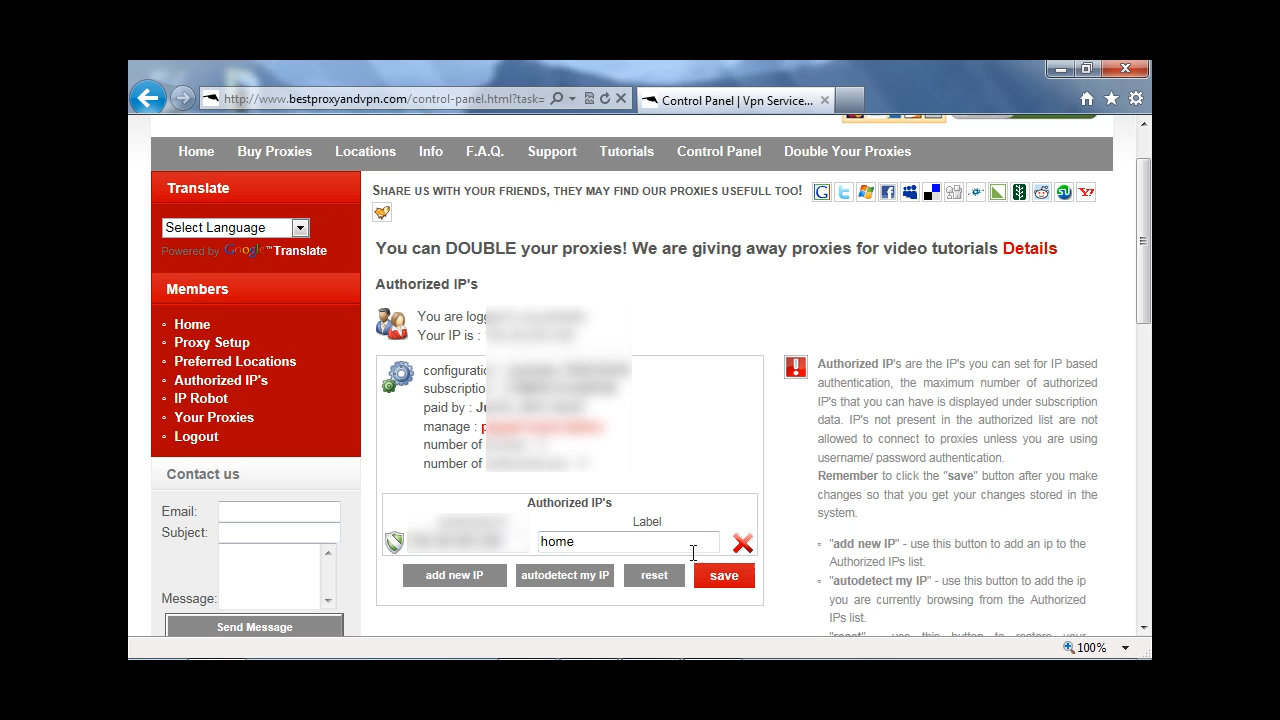 http://www.bestproxyandvpn.com/control-panel.html?task=
Control Panel | Vpn Service...
Home
Buy Proxies
Locations
Info
F.A.Q.
Support
Tutorials
Control Panel
Double Your Proxies
Translate
Select Language
Powered by Google™Translate
Members
Home
Proxy Setup
Preferred Locations
Authorized IP's
IP Robot
Your Proxies
Logout
Contact us
Email:
Subject:
Message:
Send Message
SHARE US WITH YOUR FRIENDS, THEY MAY FIND OUR PROXIES USEFULL TOO!
You can DOUBLE your proxies! We are giving away proxies for video tutorials Details
Authorized IP's
You are
Your IP is :
paid by :
manage :
number of
number of
Authorized IP's
Label
home
add new IP
autodetect my IP
reset
save
Authorized IP's are the IP's you can set for IP based
authentication, the maximum number of authorized
IP's that you can have is displayed under subscription
data. IP's not present in the authorized list are not
allowed to connect to proxies unless you are using
username/ password authentication.
Remember to click the "save" button after you make
changes so that you get your changes stored in the
system.
"add new IP" - use this button to add an ip to the
Authorized IPs list.
"autodetect my IP" - use this button to add the ip
you are currently browsing from the Authorized
IPs list.
"reset" - use this button to restore your
100%